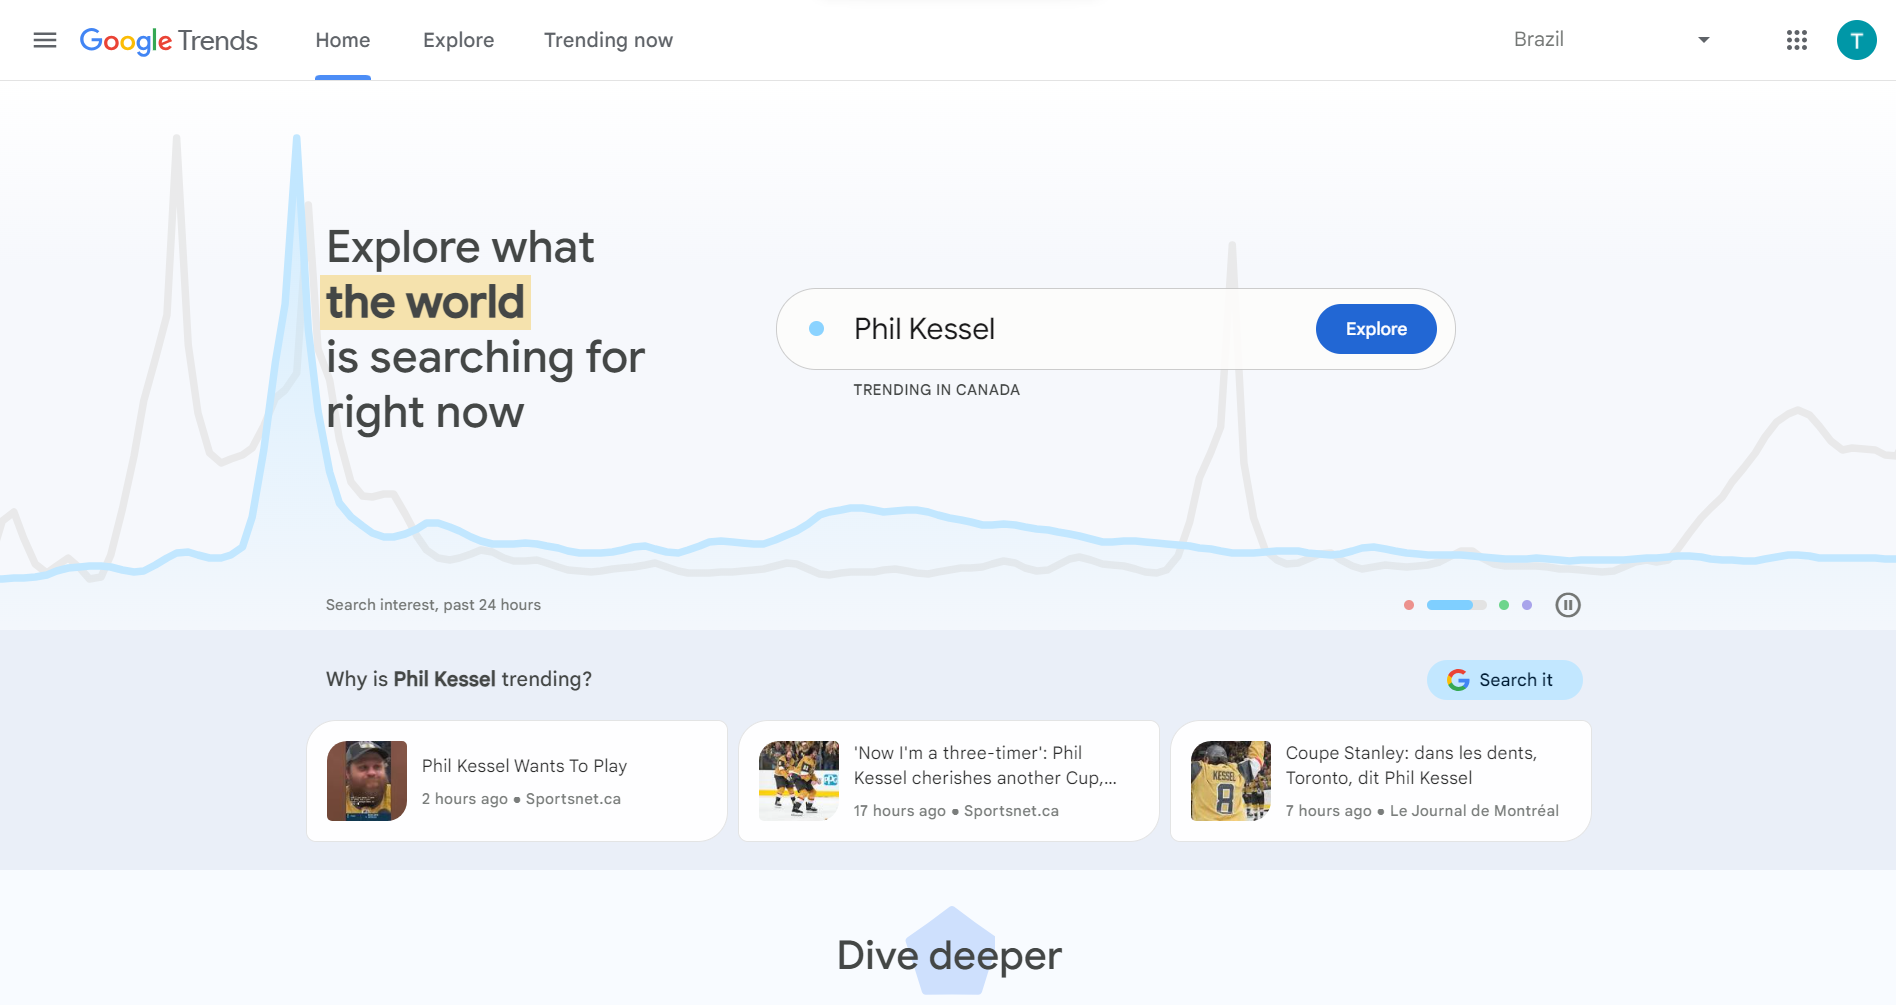 Google Trends
Home
Explore
Trending now
Brazil
T
Explore what
the world
is searching for
right now
Phil Kessel
Explore
TRENDING IN CANADA
Search interest, past 24 hours
Why is Phil Kessel trending?
Search it
Phil Kessel Wants To Play
2 hours ago ● Sportsnet.ca
'Now I'm a three-timer': Phil
Kessel cherishes another Cup,...
17 hours ago ● Sportsnet.ca
KESSEL
8
Coupe Stanley: dans les dents,
Toronto, dit Phil Kessel
7 hours ago ● Le Journal de Montréal
Dive deeper